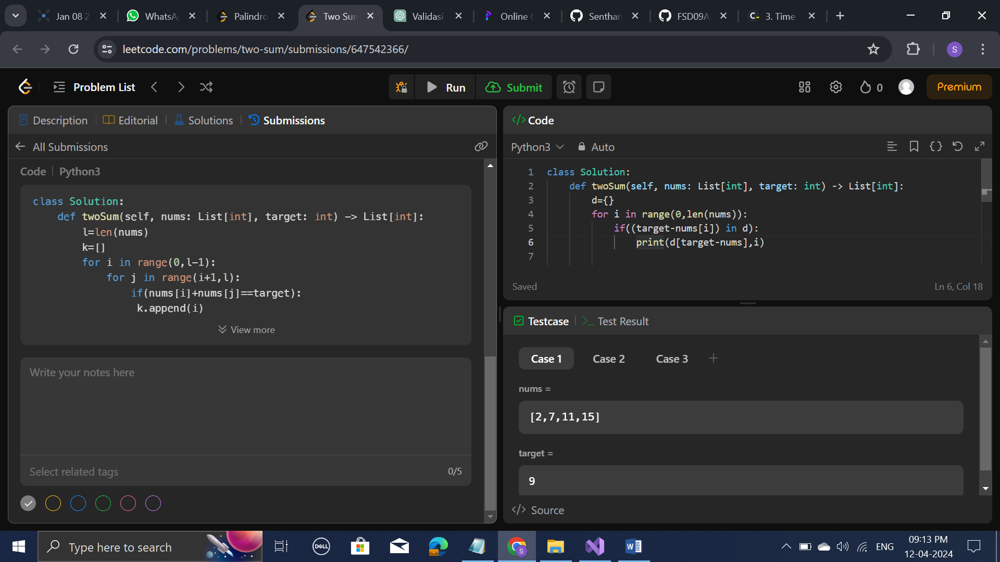 Jan 08 2
WhatsA
Palindro
Two Sun
Validasi
Online C
Senthan
FSD09A
C-
3. Time
leetcode.com/problems/two-sum/submissions/647542366/
S
Problem List
Run
Submit
0
Premium
Description
Editorial
Solutions
Submissions
All Submissions
Code
Python3
class Solution:
    def twoSum(self, nums: List[int], target: int) -> List[int]:
        l=len(nums)
        k=[]
        for i in range(0,l-1):
            for j in range(i+1,l):
                if(nums[i]+nums[j]==target):
                 k.append(i)
View more
Write your notes here
Select related tags
0/5
</> Code
Python3
Auto
1 class Solution:
2     def twoSum(self, nums: List[int], target: int) -> List[int]:
3         d={}
4         for i in range(0,len(nums)):
5             if((target-nums[i]) in d):
6                 print(d[target-nums],i)
7
Saved
Ln 6, Col 18
Testcase
Test Result
Case 1
Case 2
Case 3
nums =
[2,7,11,15]
target =
9
</> Source
Type here to search
DELL
S
W
ENG
09:13 PM
12-04-2024